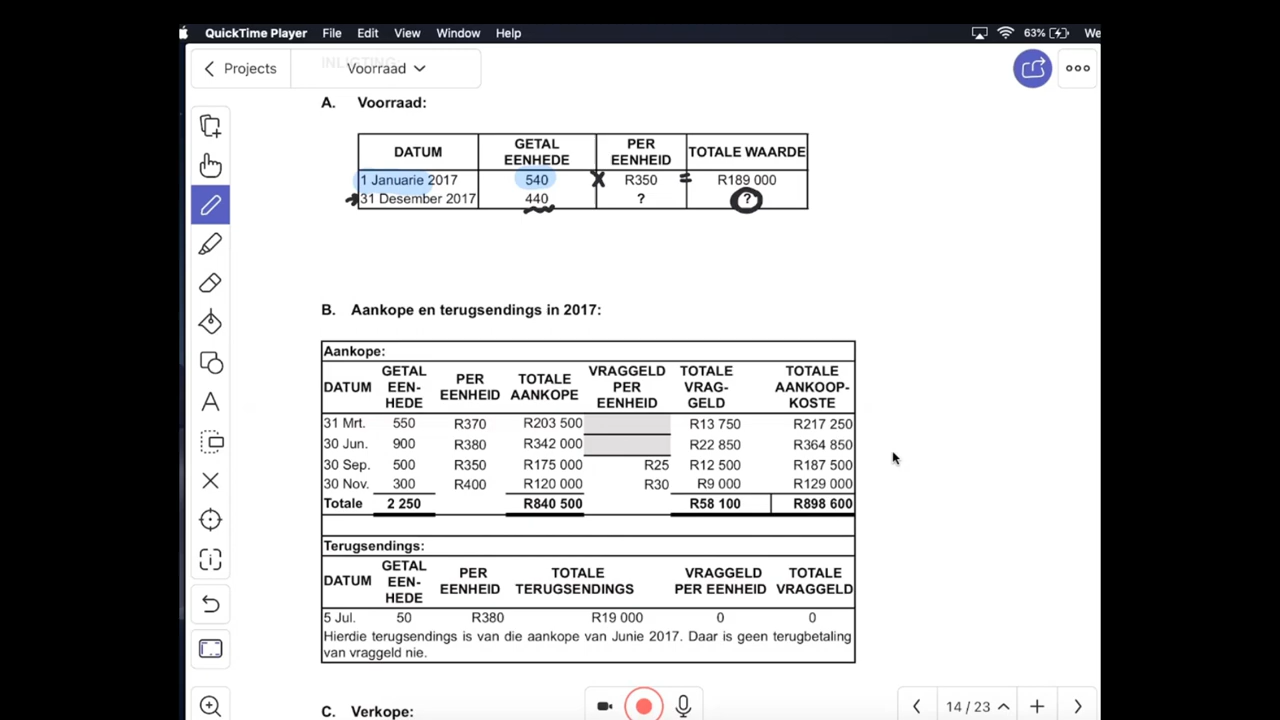 QuickTime Player File Edit View Window Help 63% We
INLIGTING
Projects Voorraad
A. Voorraad:
DATUM GETAL EENHEDE PER EENHEID TOTALE WAARDE
1 Januarie 2017 540 x R350 = R189 000
31 Desember 2017 440 ? ?
B. Aankope en terugsendings in 2017:
Aankope:
DATUM GETAL EEN-HEDE PER EENHEID TOTALE AANKOPE VRAGGELD PER EENHEID TOTALE VRAG-GELD TOTALE AANKOOP-KOSTE
31 Mrt. 550 R370 R203 500 R13 750 R217 250
30 Jun. 900 R380 R342 000 R22 850 R364 850
30 Sep. 500 R350 R175 000 R25 R12 500 R187 500
30 Nov. 300 R400 R120 000 R30 R9 000 R129 000
Totale 2 250 R840 500 R58 100 R898 600
Terugsendings:
DATUM GETAL EEN-HEDE PER EENHEID TOTALE TERUGSENDINGS VRAGGELD PER EENHEID TOTALE VRAGGELD
5 Jul. 50 R380 R19 000 0 0
Hierdie terugsendings is van die aankope van Junie 2017. Daar is geen terugbetaling
van vraggeld nie.
C. Verkope:
14 / 23